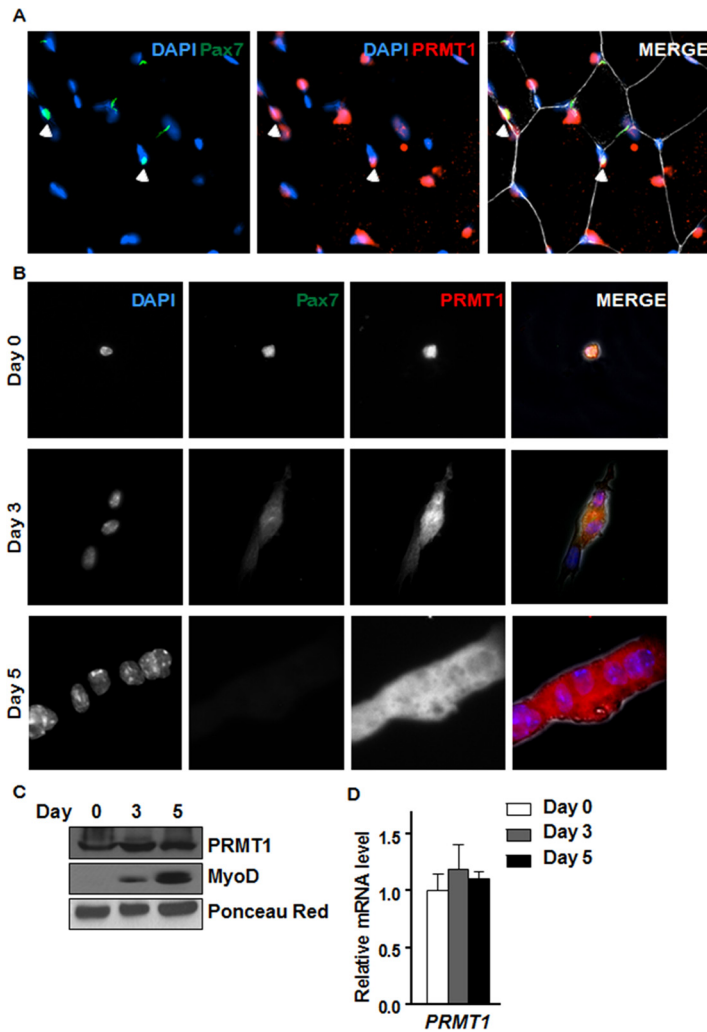 A
DAPI Pax7
DAPI PRMT1
MERGE
B
DAPI
Pax7
PRMT1
MERGE
Day 0
Day 3
Day 5
C
Day 0 3 5
PRMT1
MyoD
Ponceau Red
D
Relative mRNA level
1.5
1.0
0.5
0.0
PRMT1
Day 0
Day 3
Day 5